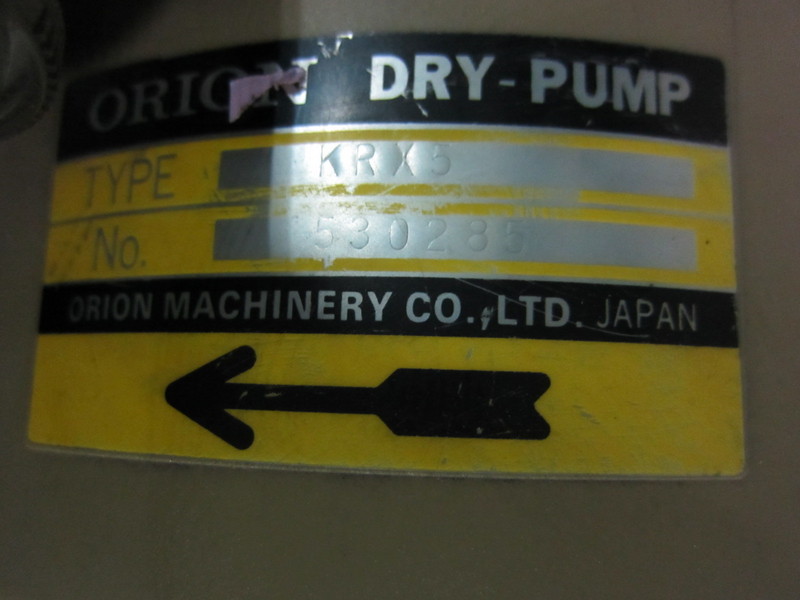 ORION DRY-PUMP
TYPE KRX5
No. 530285
ORION MACHINERY CO., LTD. JAPAN